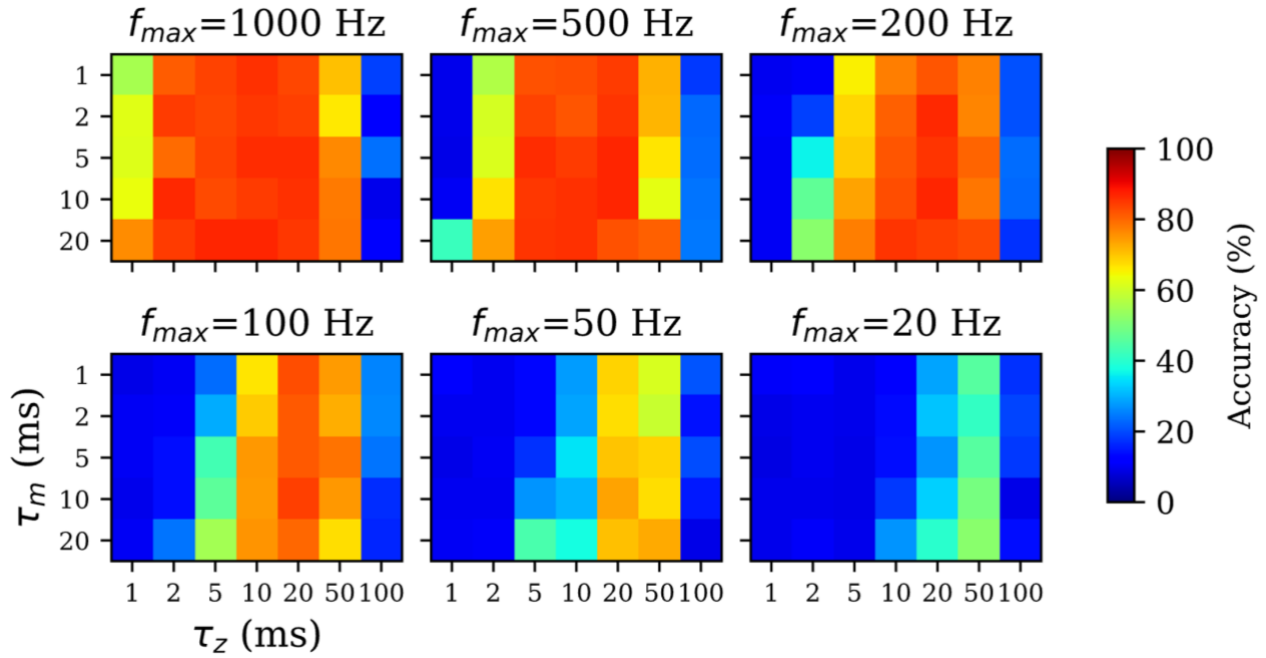 f_max=1000 Hz
f_max=500 Hz
f_max=200 Hz
1
2
5
10
20
100
80
60
40
20
0
Accuracy (%)
f_max=100 Hz
f_max=50 Hz
f_max=20 Hz
τ_m (ms)
1
2
5
10
20
1 2 5 10 20 50 100
1 2 5 10 20 50 100
1 2 5 10 20 50 100
τ_z (ms)